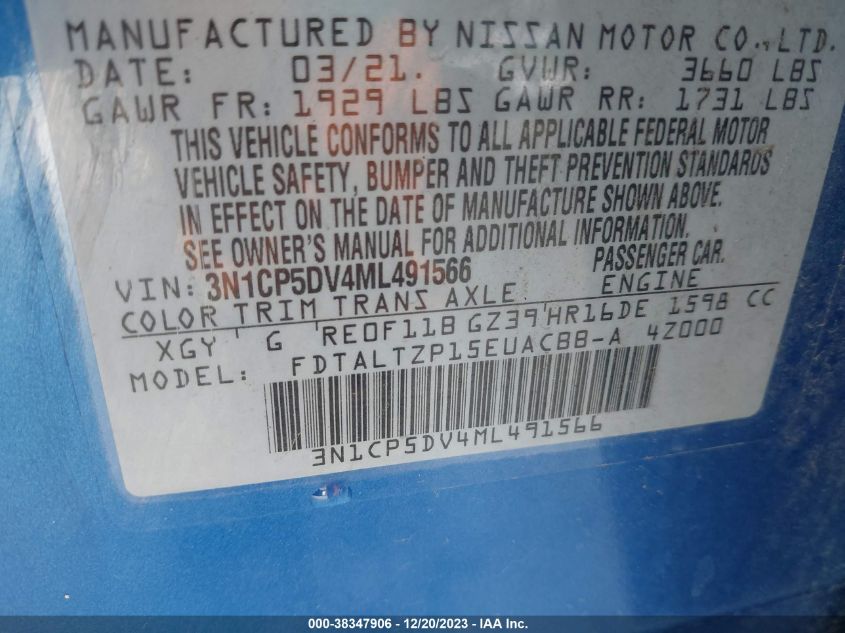 MANUFACTURED BY NISSAN MOTOR CO., LTD.
DATE: 03/21. GVWR: 3660 LBS
GAWR FR: 1929 LBS GAWR RR: 1731 LBS
THIS VEHICLE CONFORMS TO ALL APPLICABLE FEDERAL MOTOR
VEHICLE SAFETY, BUMPER AND THEFT PREVENTION STANDARDS
IN EFFECT ON THE DATE OF MANUFACTURE SHOWN ABOVE.
SEE OWNER'S MANUAL FOR ADDITIONAL INFORMATION.
VIN: 3N1CP5DV4ML491566 PASSENGER CAR.
COLOR TRIM TRANS AXLE ENGINE
XGY G RE0F11B GZ39 HR16DE 1598 CC
MODEL: FDTALTZP15EUACBB-A 4Z000
3N1CP5DV4ML491566
000-38347906 - 12/20/2023 - IAAI Inc.